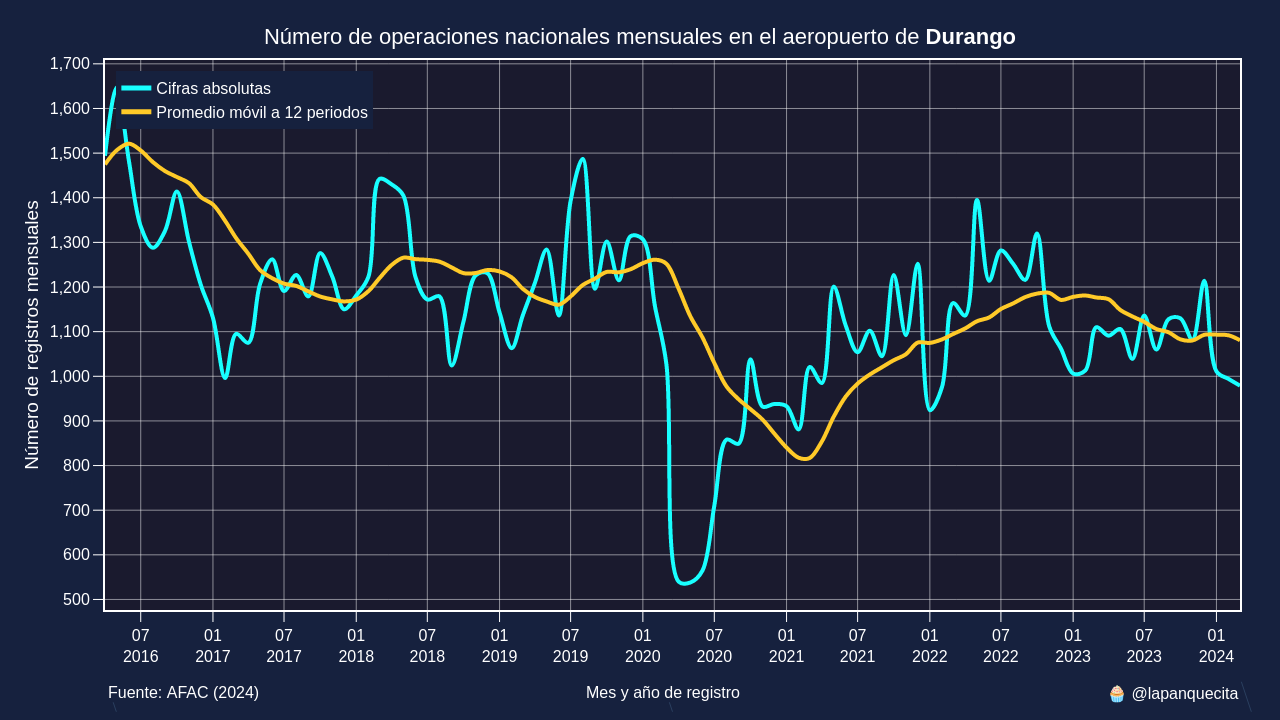 Número de operaciones nacionales mensuales en el aeropuerto de Durango
Cifras absolutas
Promedio móvil a 12 periodos
Número de registros mensuales
1,700
1,600
1,500
1,400
1,300
1,200
1,100
1,000
900
800
700
600
500
07 01 07 01 07 01 07 01 07 01 07 01 07 01 07 01
2016 2017 2017 2018 2018 2019 2019 2020 2020 2021 2021 2022 2022 2023 2023 2024
Fuente: AFAC (2024)
Mes y año de registro
🧁 @lapanquecita